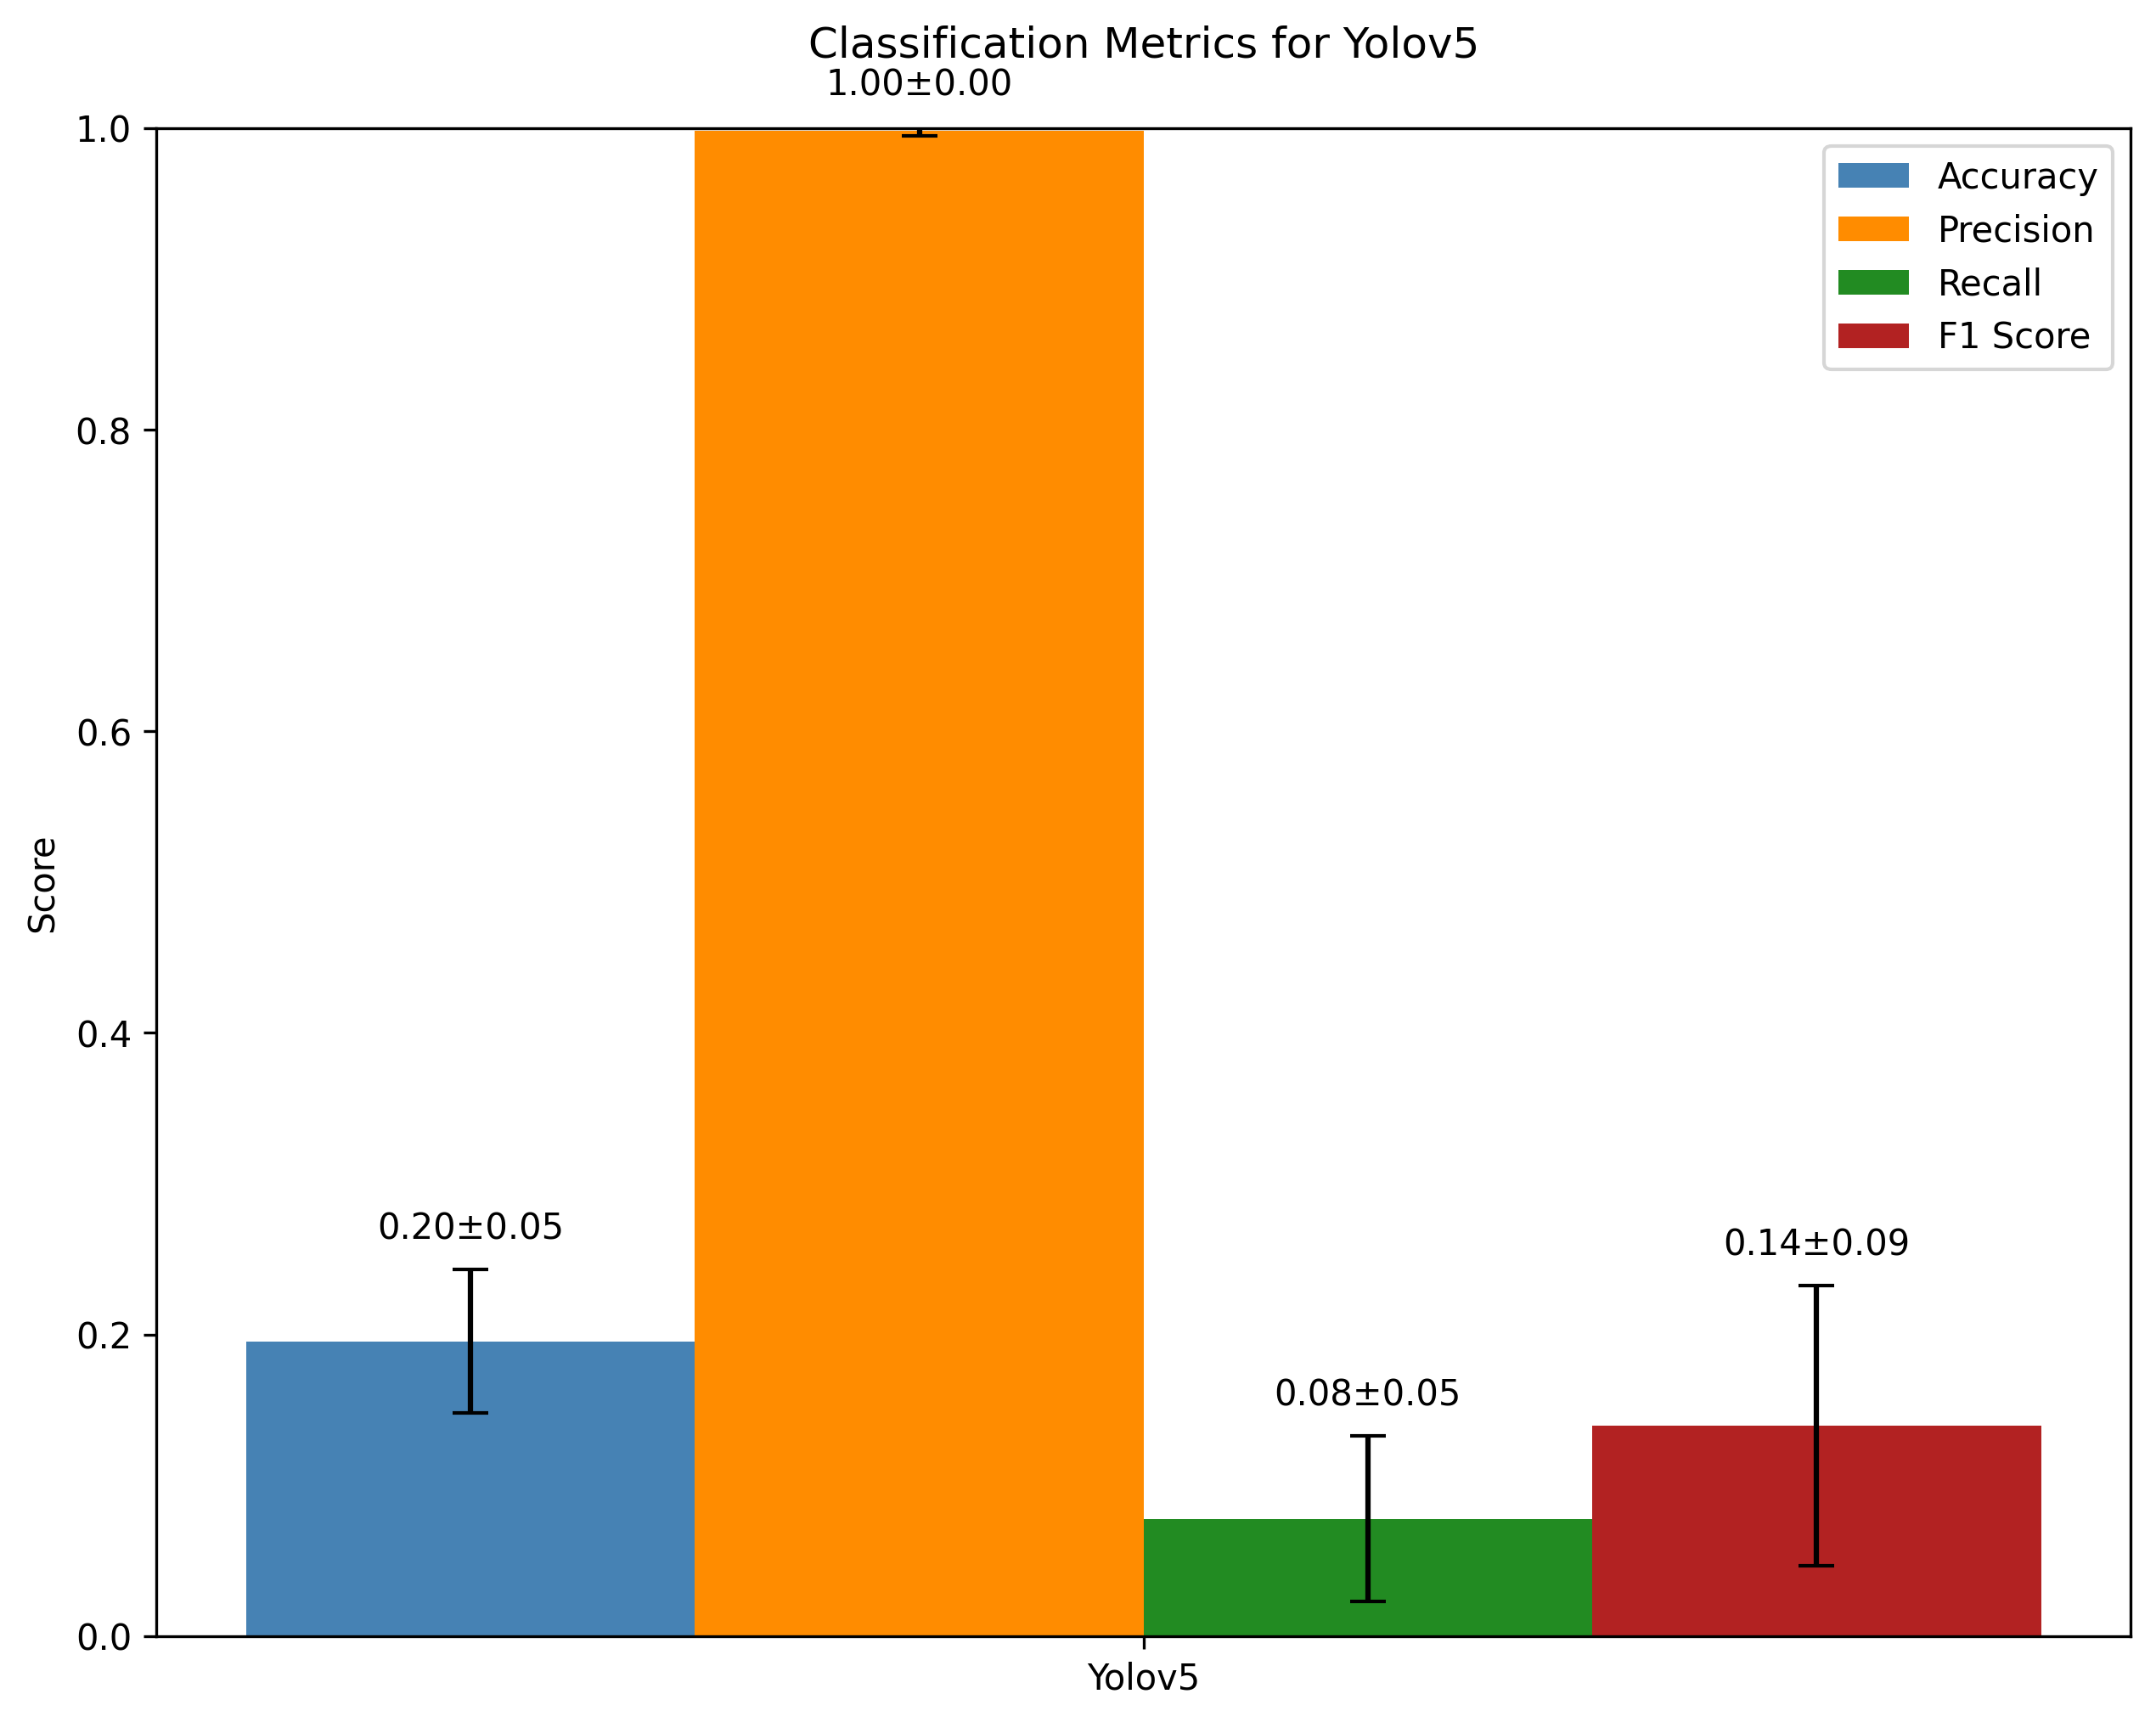 Classification Metrics for Yolov5
1.00±0.00
1.0
Accuracy
Precision
Recall
F1 Score
0.8
0.6
Score
0.4
0.20±0.05
0.14±0.09
0.2
0.08±0.05
0.0
Yolov5